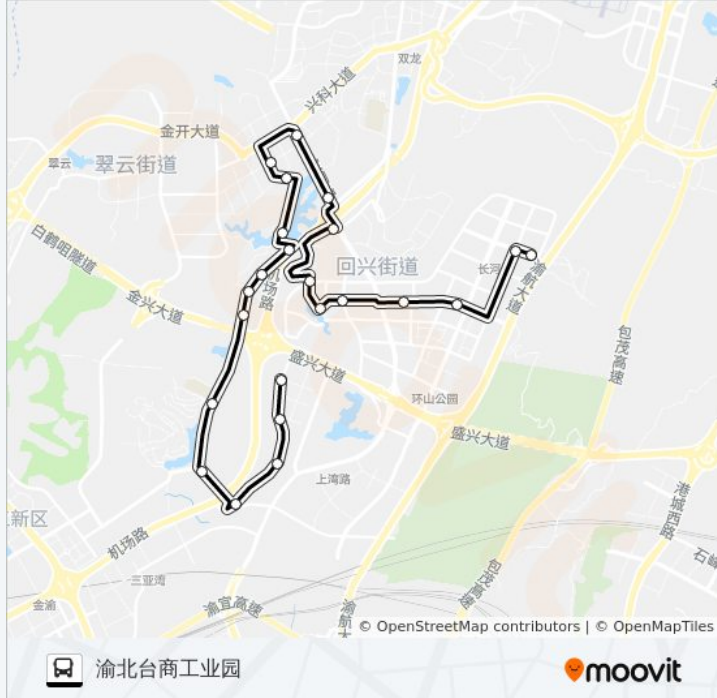 双龙
兴科大道
金开大道
翠云
翠云街道
白鹤咀隧道
回兴街道
长河
渝航大道
机场路
金兴大道
包茂高速
盛兴大道
环山公园
盛兴大道
上湾路
新区
港城西路
机场路
三亚湾
包茂高速
石
金渝
渝宜高速
渝航大
© OpenStreetMap contributors | © OpenMapTiles
渝北台商工业园
moovit